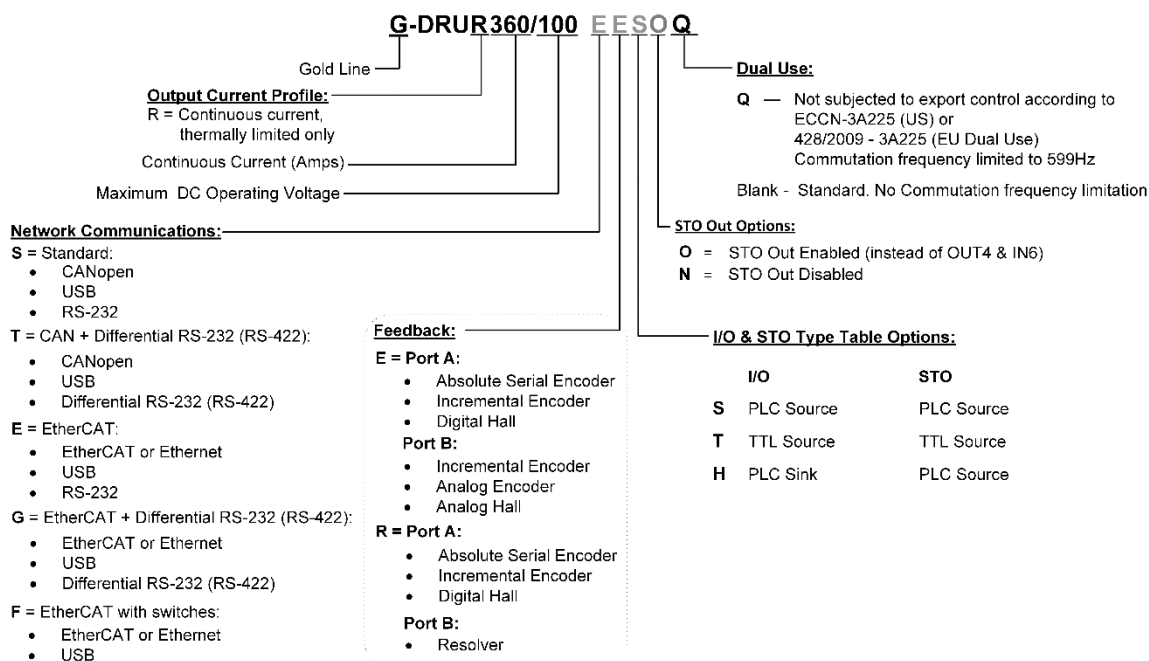 G-DRUR360/100 E E S O Q
Gold Line
Output Current Profile:
R = Continuous current,
thermally limited only
Continuous Current (Amps)
Maximum DC Operating Voltage
Network Communications:
S = Standard:
• CANopen
• USB
• RS-232
T = CAN + Differential RS-232 (RS-422):
• CANopen
• USB
• Differential RS-232 (RS-422)
E = EtherCAT:
• EtherCAT or Ethernet
• USB
• RS-232
G = EtherCAT + Differential RS-232 (RS-422):
• EtherCAT or Ethernet
• USB
• Differential RS-232 (RS-422)
F = EtherCAT with switches:
• EtherCAT or Ethernet
• USB
Feedback:
E = Port A:
• Absolute Serial Encoder
• Incremental Encoder
• Digital Hall
Port B:
• Incremental Encoder
• Analog Encoder
• Analog Hall
R = Port A:
• Absolute Serial Encoder
• Incremental Encoder
• Digital Hall
Port B:
• Resolver
Dual Use:
Q — Not subjected to export control according to
ECCN-3A225 (US) or
428/2009 - 3A225 (EU Dual Use)
Commutation frequency limited to 599Hz
Blank - Standard. No Commutation frequency limitation
STO Out Options:
O = STO Out Enabled (instead of OUT4 & IN6)
N = STO Out Disabled
I/O & STO Type Table Options:
I/O STO
S PLC Source PLC Source
T TTL Source TTL Source
H PLC Sink PLC Source